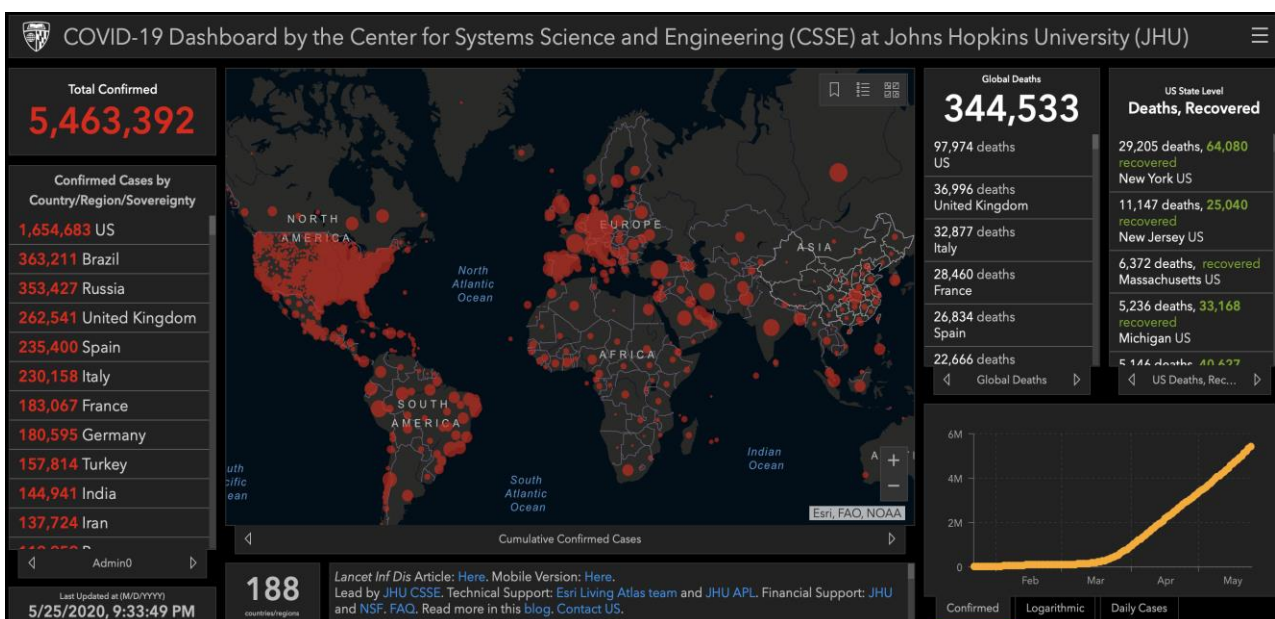 COVID-19 Dashboard by the Center for Systems Science and Engineering (CSSE) at Johns Hopkins University (JHU)
Total Confirmed
5,463,392
Confirmed Cases by
Country/Region/Sovereignty
1,654,683 US
363,211 Brazil
353,427 Russia
262,541 United Kingdom
235,400 Spain
230,158 Italy
183,067 France
180,595 Germany
157,814 Turkey
144,941 India
137,724 Iran
Admin0
Last Updated at (M/D/YYYY)
5/25/2020, 9:33:49 PM
NORTH
AMERICA
North
Atlantic
Ocean
EUROPE
ASIA
AFRICA
SOUTH
AMERICA
Indian
Ocean
South
Atlantic
Ocean
uth
cific
ean
A
+
−
Esri, FAO, NOAA
Cumulative Confirmed Cases
188
countries/regions
Lancet Inf Dis Article: Here. Mobile Version: Here.
Lead by JHU CSSE. Technical Support: Esri Living Atlas team and JHU APL. Financial Support: JHU
and NSF. FAQ. Read more in this blog. Contact US.
Global Deaths
344,533
97,974 deaths
US
36,996 deaths
United Kingdom
32,877 deaths
Italy
28,460 deaths
France
26,834 deaths
Spain
22,666 deaths
Global Deaths
US State Level
Deaths, Recovered
29,205 deaths, 64,080
recovered
New York US
11,147 deaths, 25,040
recovered
New Jersey US
6,372 deaths, recovered
Massachusetts US
5,236 deaths, 33,168
recovered
Michigan US
5,146 deaths, 40,627
US Deaths, Rec...
6M
4M
2M
0
Feb Mar Apr May
Confirmed Logarithmic Daily Cases